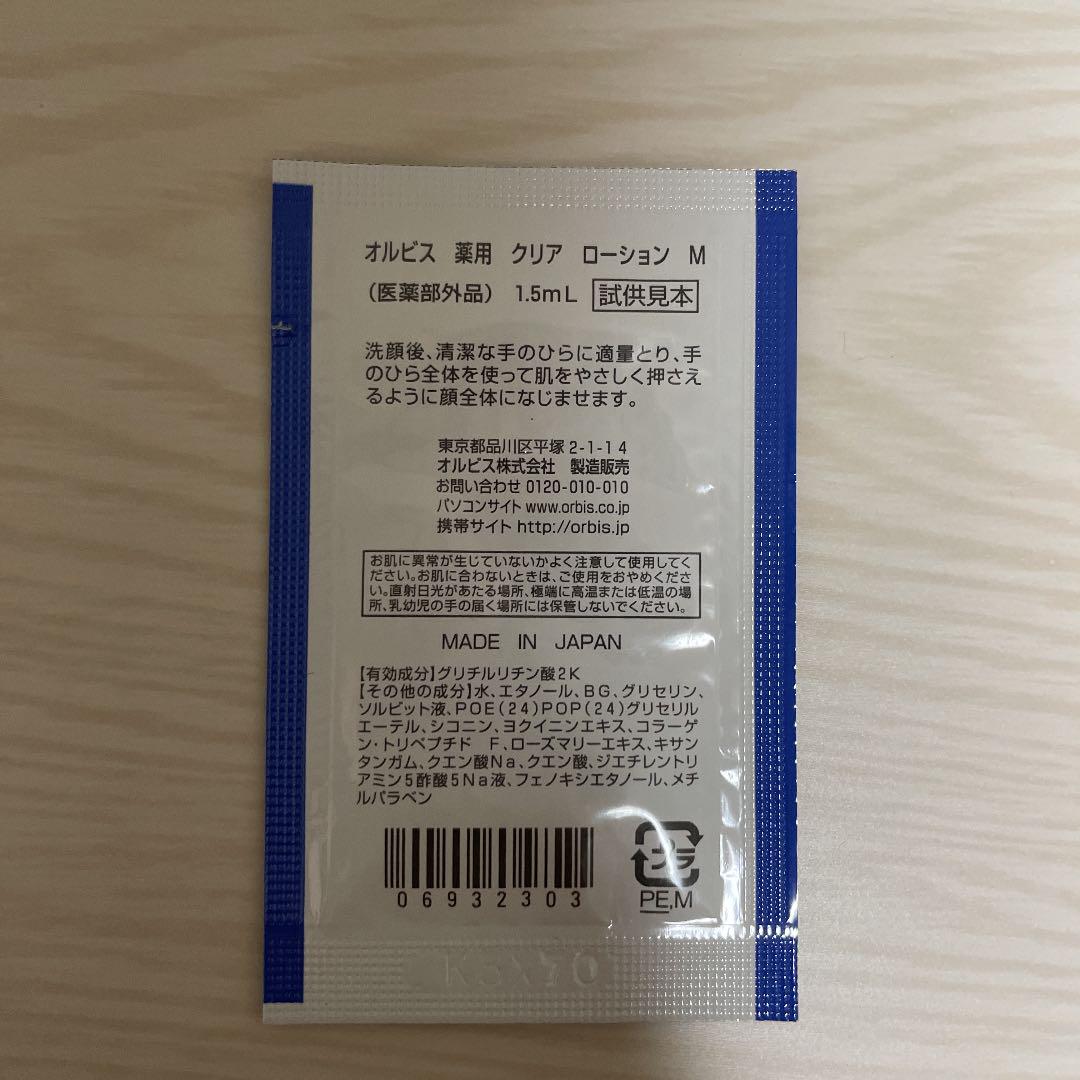 オルビス 薬用 クリア ローション M
（医薬部外品） 1.5mL 試供見本
洗顔後、清潔な手のひらに適量とり、手
のひら全体を使って肌をやさしく押さえ
るように顔全体になじませます。
東京都品川区平塚2-1-14
オルビス株式会社 製造販売
お問い合わせ 0120-010-010
パソコンサイト www.orbis.co.jp
携帯サイト http://orbis.jp
お肌に異常が生じていないかよく注意して使用してく
ださい。お肌に合わないときは、ご使用をおやめくださ
い。直射日光があたる場所、極端に高温または低温の場
所、乳幼児の手の届く場所には保管しないでください。
MADE IN JAPAN
【有効成分】グリチルリチン酸2K
【その他の成分】水、エタノール、BG、グリセリン、
ソルビット液、POE(24)POP(24)グリセリル
エーテル、シコニン、ヨクイニンエキス、コラーゲ
ン・トリペプチド F、ローズマリーエキス、キサン
タンガム、クエン酸Na、クエン酸、ジエチレントリ
アミン5酢酸5Na液、フェノキシエタノール、メチ
ルパラベン
06932303
プラ
PE,M